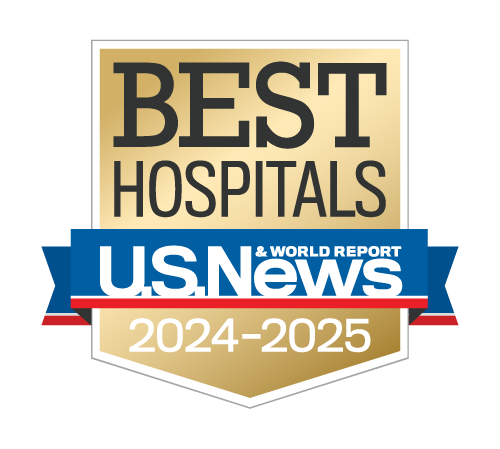 BEST
HOSPITALS
& WORLD REPORT
U.S.News
2024-2025